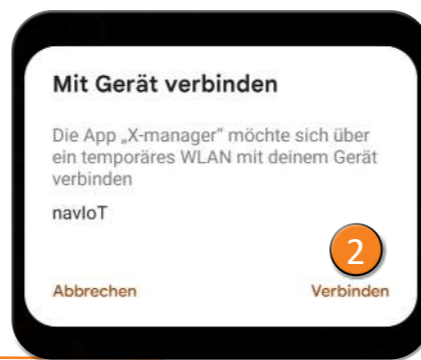 Mit Gerät verbinden
Die App „X-manager" möchte sich über
ein temporäres WLAN mit deinem Gerät
verbinden
navIoT
2
Abbrechen Verbinden